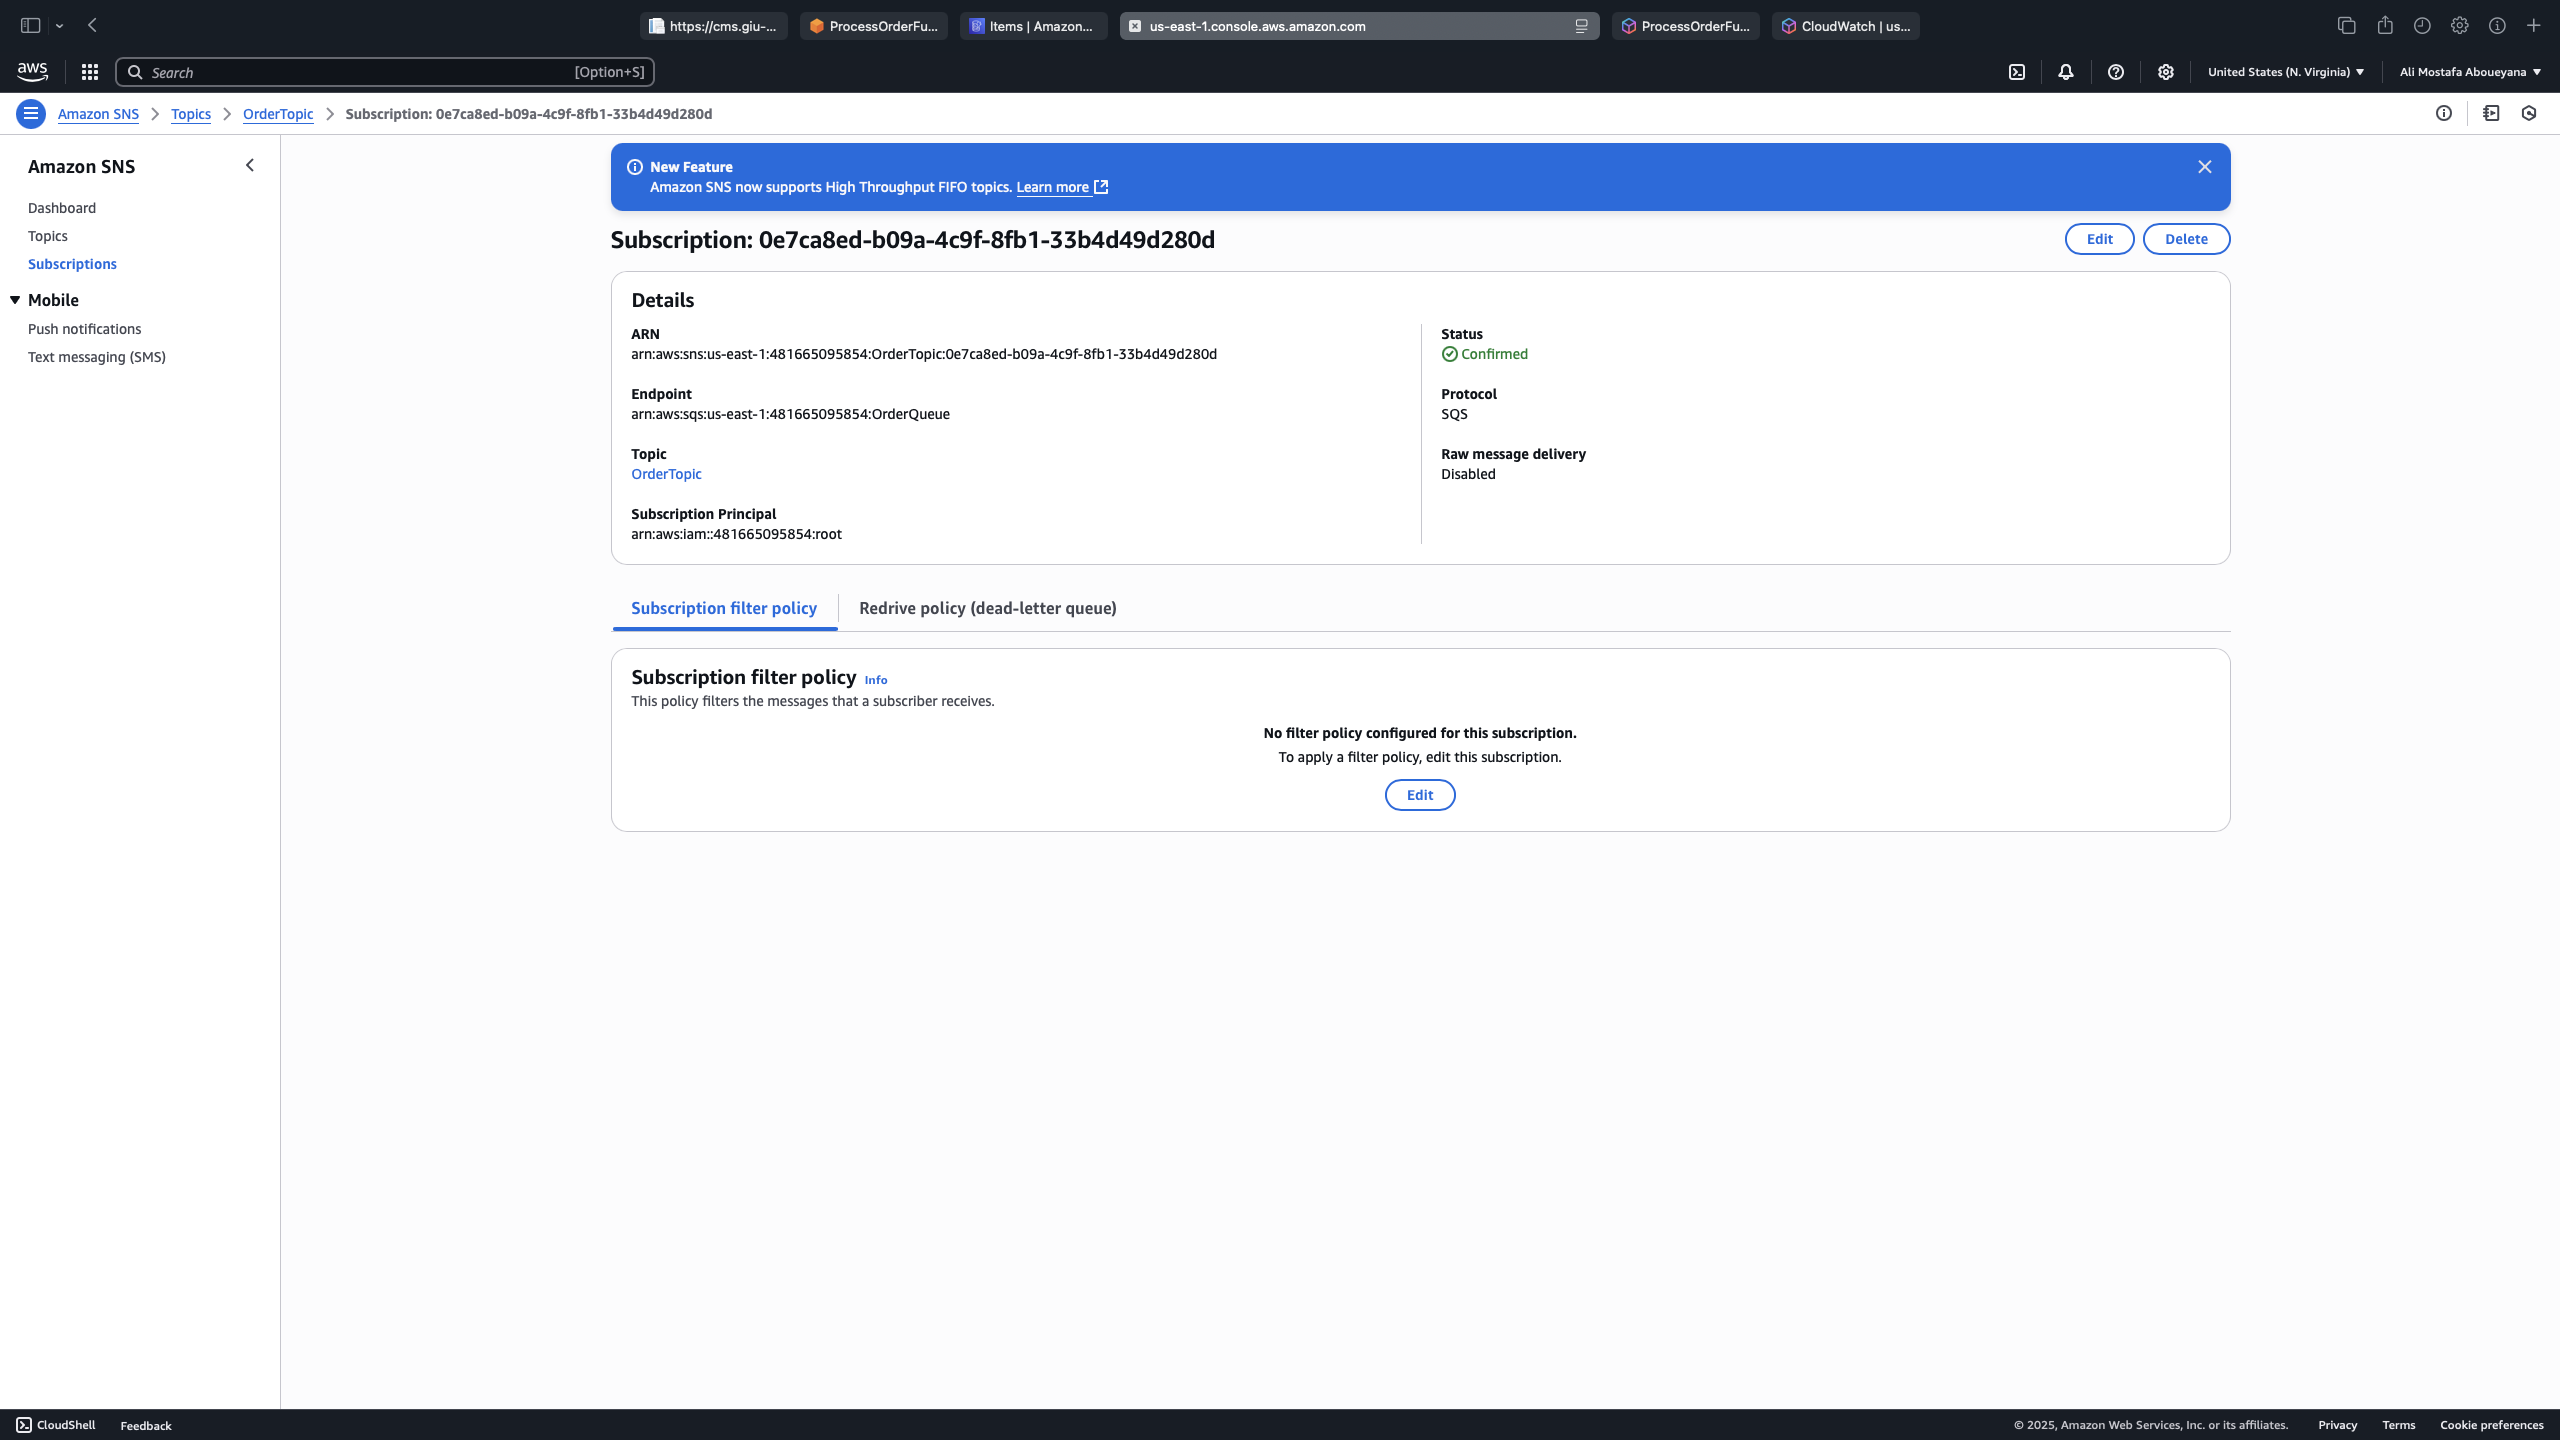 https://cms.giu-...
ProcessOrderFu...
Items | Amazon...
us-east-1.console.aws.amazon.com
ProcessOrderFu...
CloudWatch | us...
aws
Search
[Option+S]
United States (N. Virginia)
Ali Mostafa Aboueyana
Amazon SNS
Topics
OrderTopic
Subscription: 0e7ca8ed-b09a-4c9f-8fb1-33b4d49d280d
Amazon SNS
Dashboard
Topics
Subscriptions
Mobile
Push notifications
Text messaging (SMS)
New Feature
Amazon SNS now supports High Throughput FIFO topics. Learn more
Subscription: 0e7ca8ed-b09a-4c9f-8fb1-33b4d49d280d
Edit
Delete
Details
ARN
arn:aws:sns:us-east-1:481665095854:OrderTopic:0e7ca8ed-b09a-4c9f-8fb1-33b4d49d280d
Endpoint
arn:aws:sqs:us-east-1:481665095854:OrderQueue
Topic
OrderTopic
Subscription Principal
arn:aws:iam::481665095854:root
Status
Confirmed
Protocol
SQS
Raw message delivery
Disabled
Subscription filter policy
Redrive policy (dead-letter queue)
Subscription filter policy Info
This policy filters the messages that a subscriber receives.
No filter policy configured for this subscription.
To apply a filter policy, edit this subscription.
Edit
CloudShell
Feedback
© 2025, Amazon Web Services, Inc. or its affiliates.
Privacy
Terms
Cookie preferences